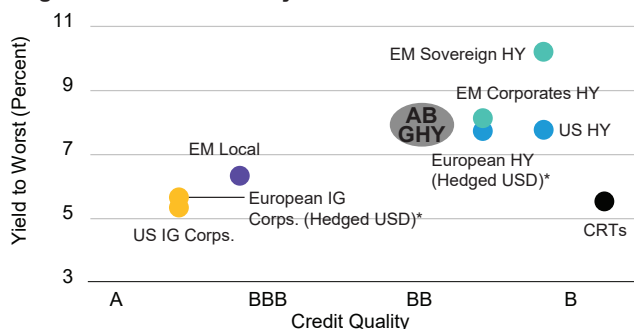 11
EM Sovereign HY
9
EM Corporates HY
AB
GHY
US HY
7
EM Local
European HY
(Hedged USD)*
European IG
Corps. (Hedged USD)*
5
US IG Corps.
CRTs
3
A
BBB
BB
B
Credit Quality
Yield to Worst (Percent)